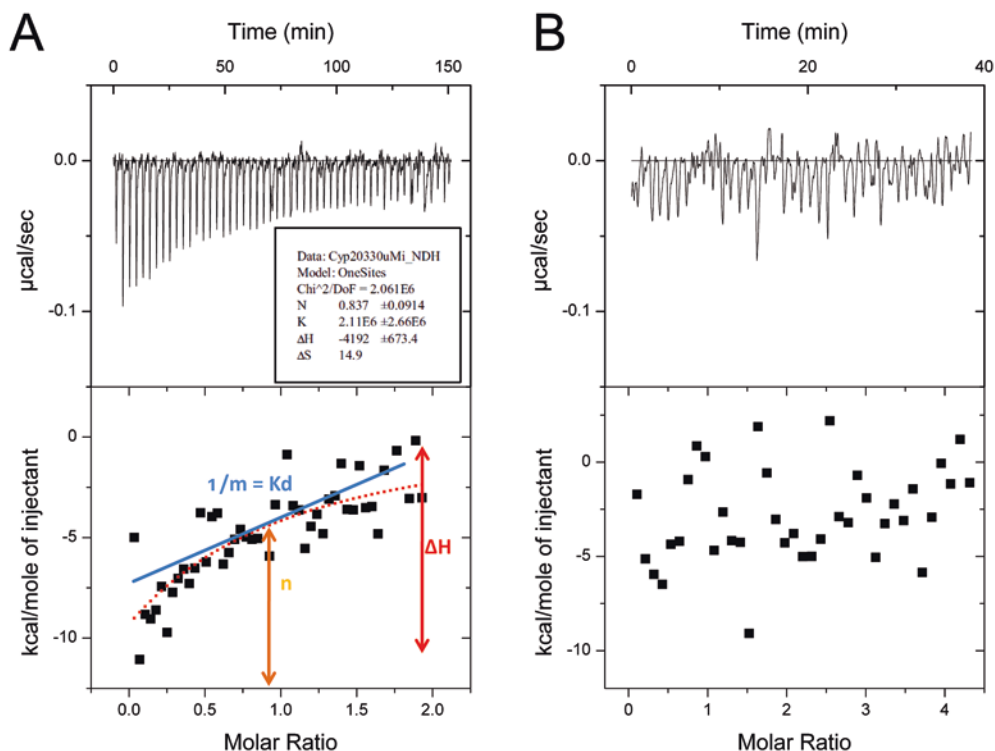 A
Time (min)
0 50 100 150
0.0
-0.1
µcal/sec
Data: Cyp20330uMi_NDH
Model: OneSites
Chi^2/DoF = 2.061E6
N 0.837 ±0.0914
K 2.11E6 ±2.66E6
ΔH -4192 ±673.4
ΔS 14.9
0
-5
-10
kcal/mole of injectant
1/m = Kd
n
ΔH
0.0 0.5 1.0 1.5 2.0
Molar Ratio
B
Time (min)
0 20 40
0.0
-0.1
µcal/sec
0
-5
-10
kcal/mole of injectant
0 1 2 3 4
Molar Ratio